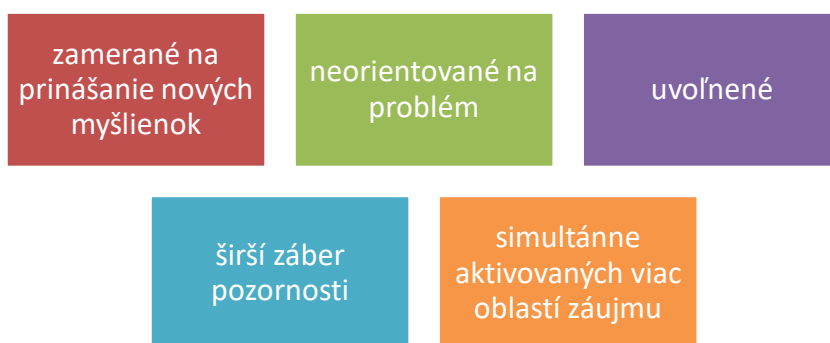 zamerané na
prinášanie nových
myšlienok
neorientované na
problém
uvoľnené
širší záber
pozornosti
simultánne
aktivovaných viac
oblastí záujmu